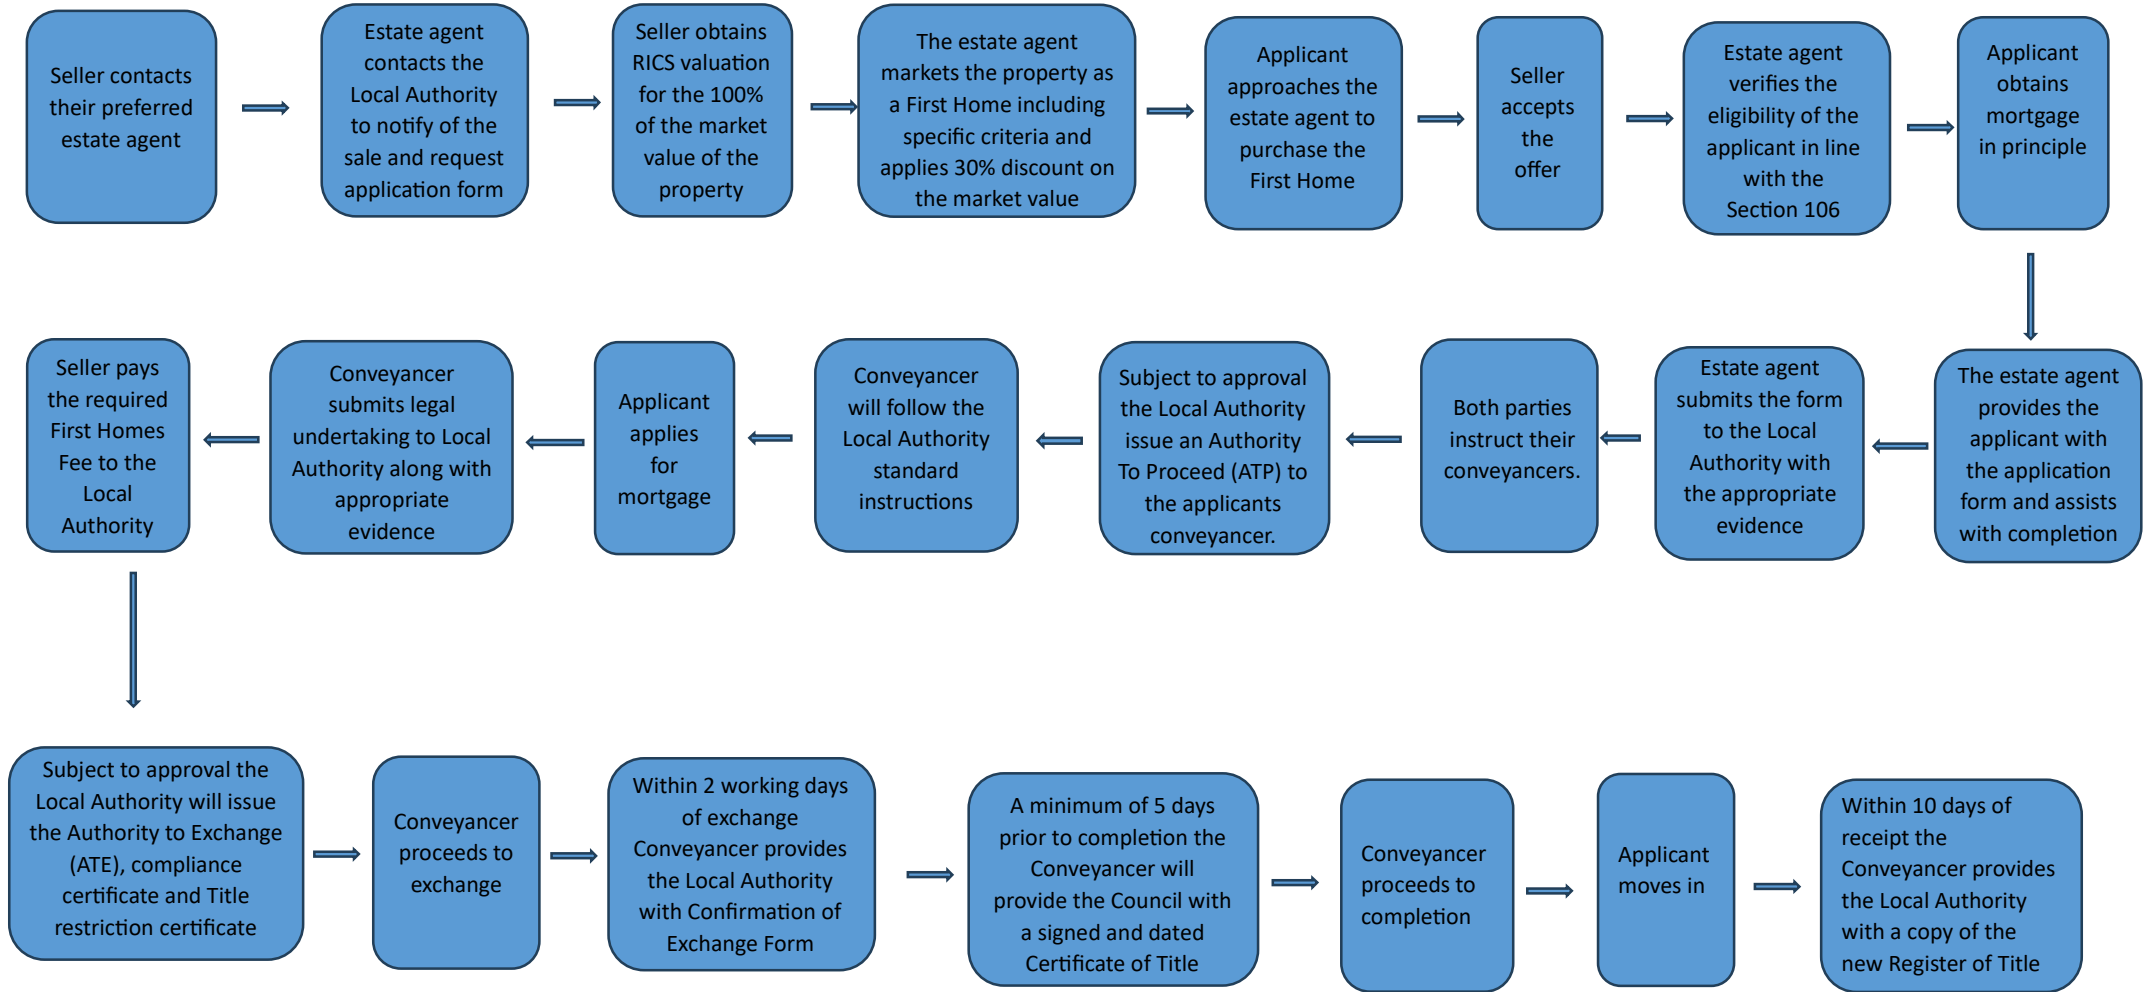 Seller contacts
their preferred
estate agent
Estate agent
contacts the
Local Authority
to notify of the
sale and request
application form
Seller obtains
RICS valuation
for the 100%
of the market
value of the
property
The estate agent
markets the property as
a First Home including
specific criteria and
applies 30% discount on
the market value
Applicant
approaches the
estate agent to
purchase the
First Home
Seller
accepts
the
offer
Estate agent
verifies the
eligibility of the
applicant in line
with the
Section 106
Applicant
obtains
mortgage
in principle
The estate agent
provides the
applicant with
the application
form and assists
with completion
Estate agent
submits the form
to the Local
Authority with
the appropriate
evidence
Both parties
instruct their
conveyancers.
Subject to approval
the Local Authority
issue an Authority
To Proceed (ATP) to
the applicants
conveyancer.
Conveyancer
will follow the
Local Authority
standard
instructions
Applicant
applies
for
mortgage
Conveyancer
submits legal
undertaking to Local
Authority along with
appropriate
evidence
Seller pays
the required
First Homes
Fee to the
Local
Authority
Subject to approval the
Local Authority will issue
the Authority to Exchange
(ATE), compliance
certificate and Title
restriction certificate
Conveyancer
proceeds to
exchange
Within 2 working days
of exchange
Conveyancer provides
the Local Authority
with Confirmation of
Exchange Form
A minimum of 5 days
prior to completion the
Conveyancer will
provide the Council with
a signed and dated
Certificate of Title
Conveyancer
proceeds to
completion
Applicant
moves in
Within 10 days of
receipt the
Conveyancer provides
the Local Authority
with a copy of the
new Register of Title